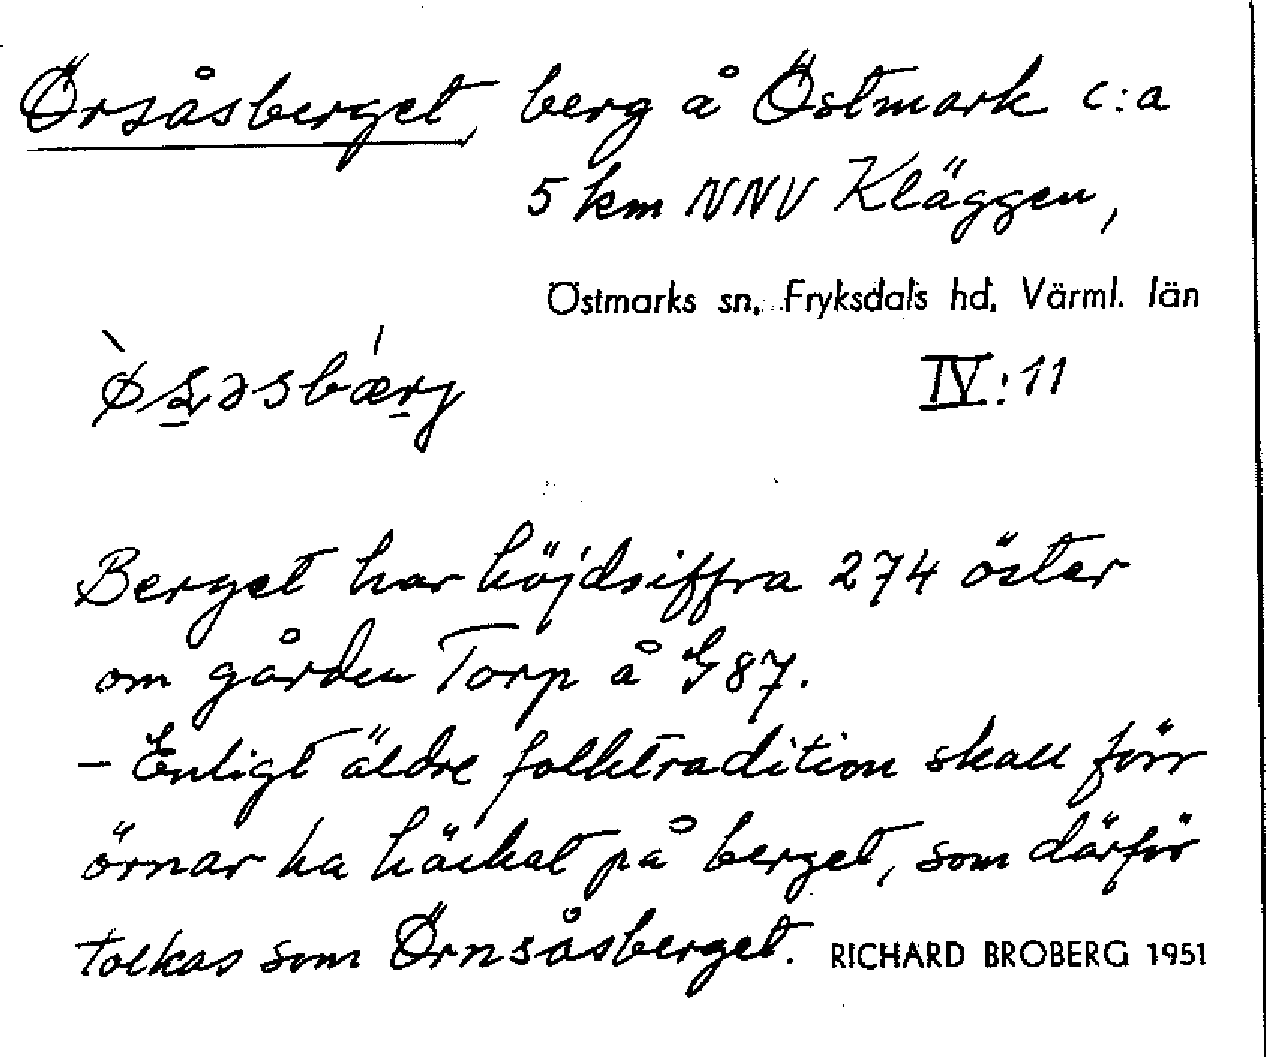 Örsåsberget, berg å Östmark c:a
5 km NNV Kläggen,
Östmarks sn, Fryksdals hd, Värml. län
IV:11
Berget har höjdsiffra 274 öster
om gården Torp å G 87.
– Enligt äldre folktradition skall förr
örnar ha häckat på berget, som därför
tolkas som Örnsåsberget. RICHARD BROBERG 1951